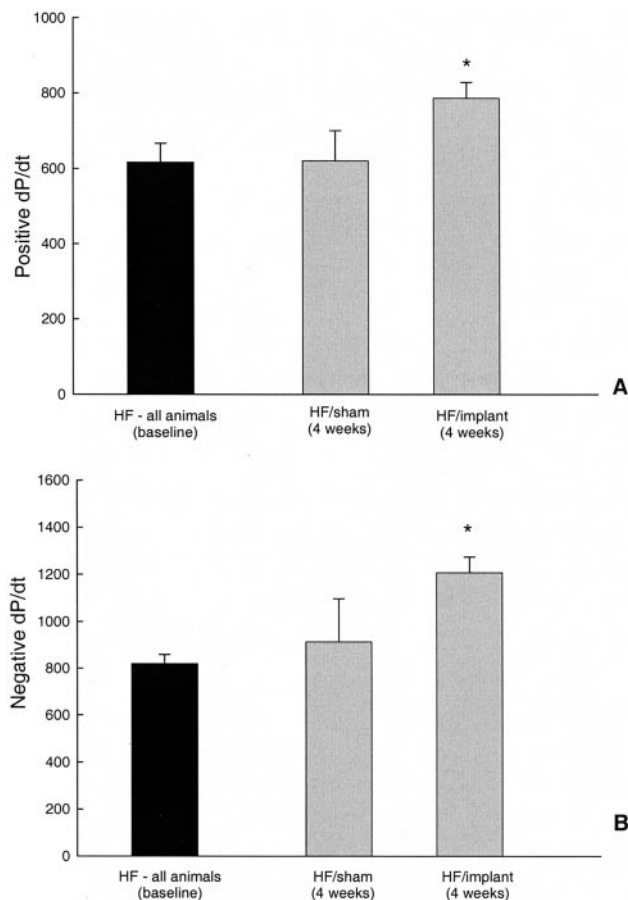 1000
800
600
400
200
0
Positive dP/dt
*
HF - all animals
(baseline)
HF/sham
(4 weeks)
HF/implant
(4 weeks)
A
1600
1400
1200
1000
800
600
400
200
0
Negative dP/dt
*
HF - all animals
(baseline)
HF/sham
(4 weeks)
HF/implant
(4 weeks)
B